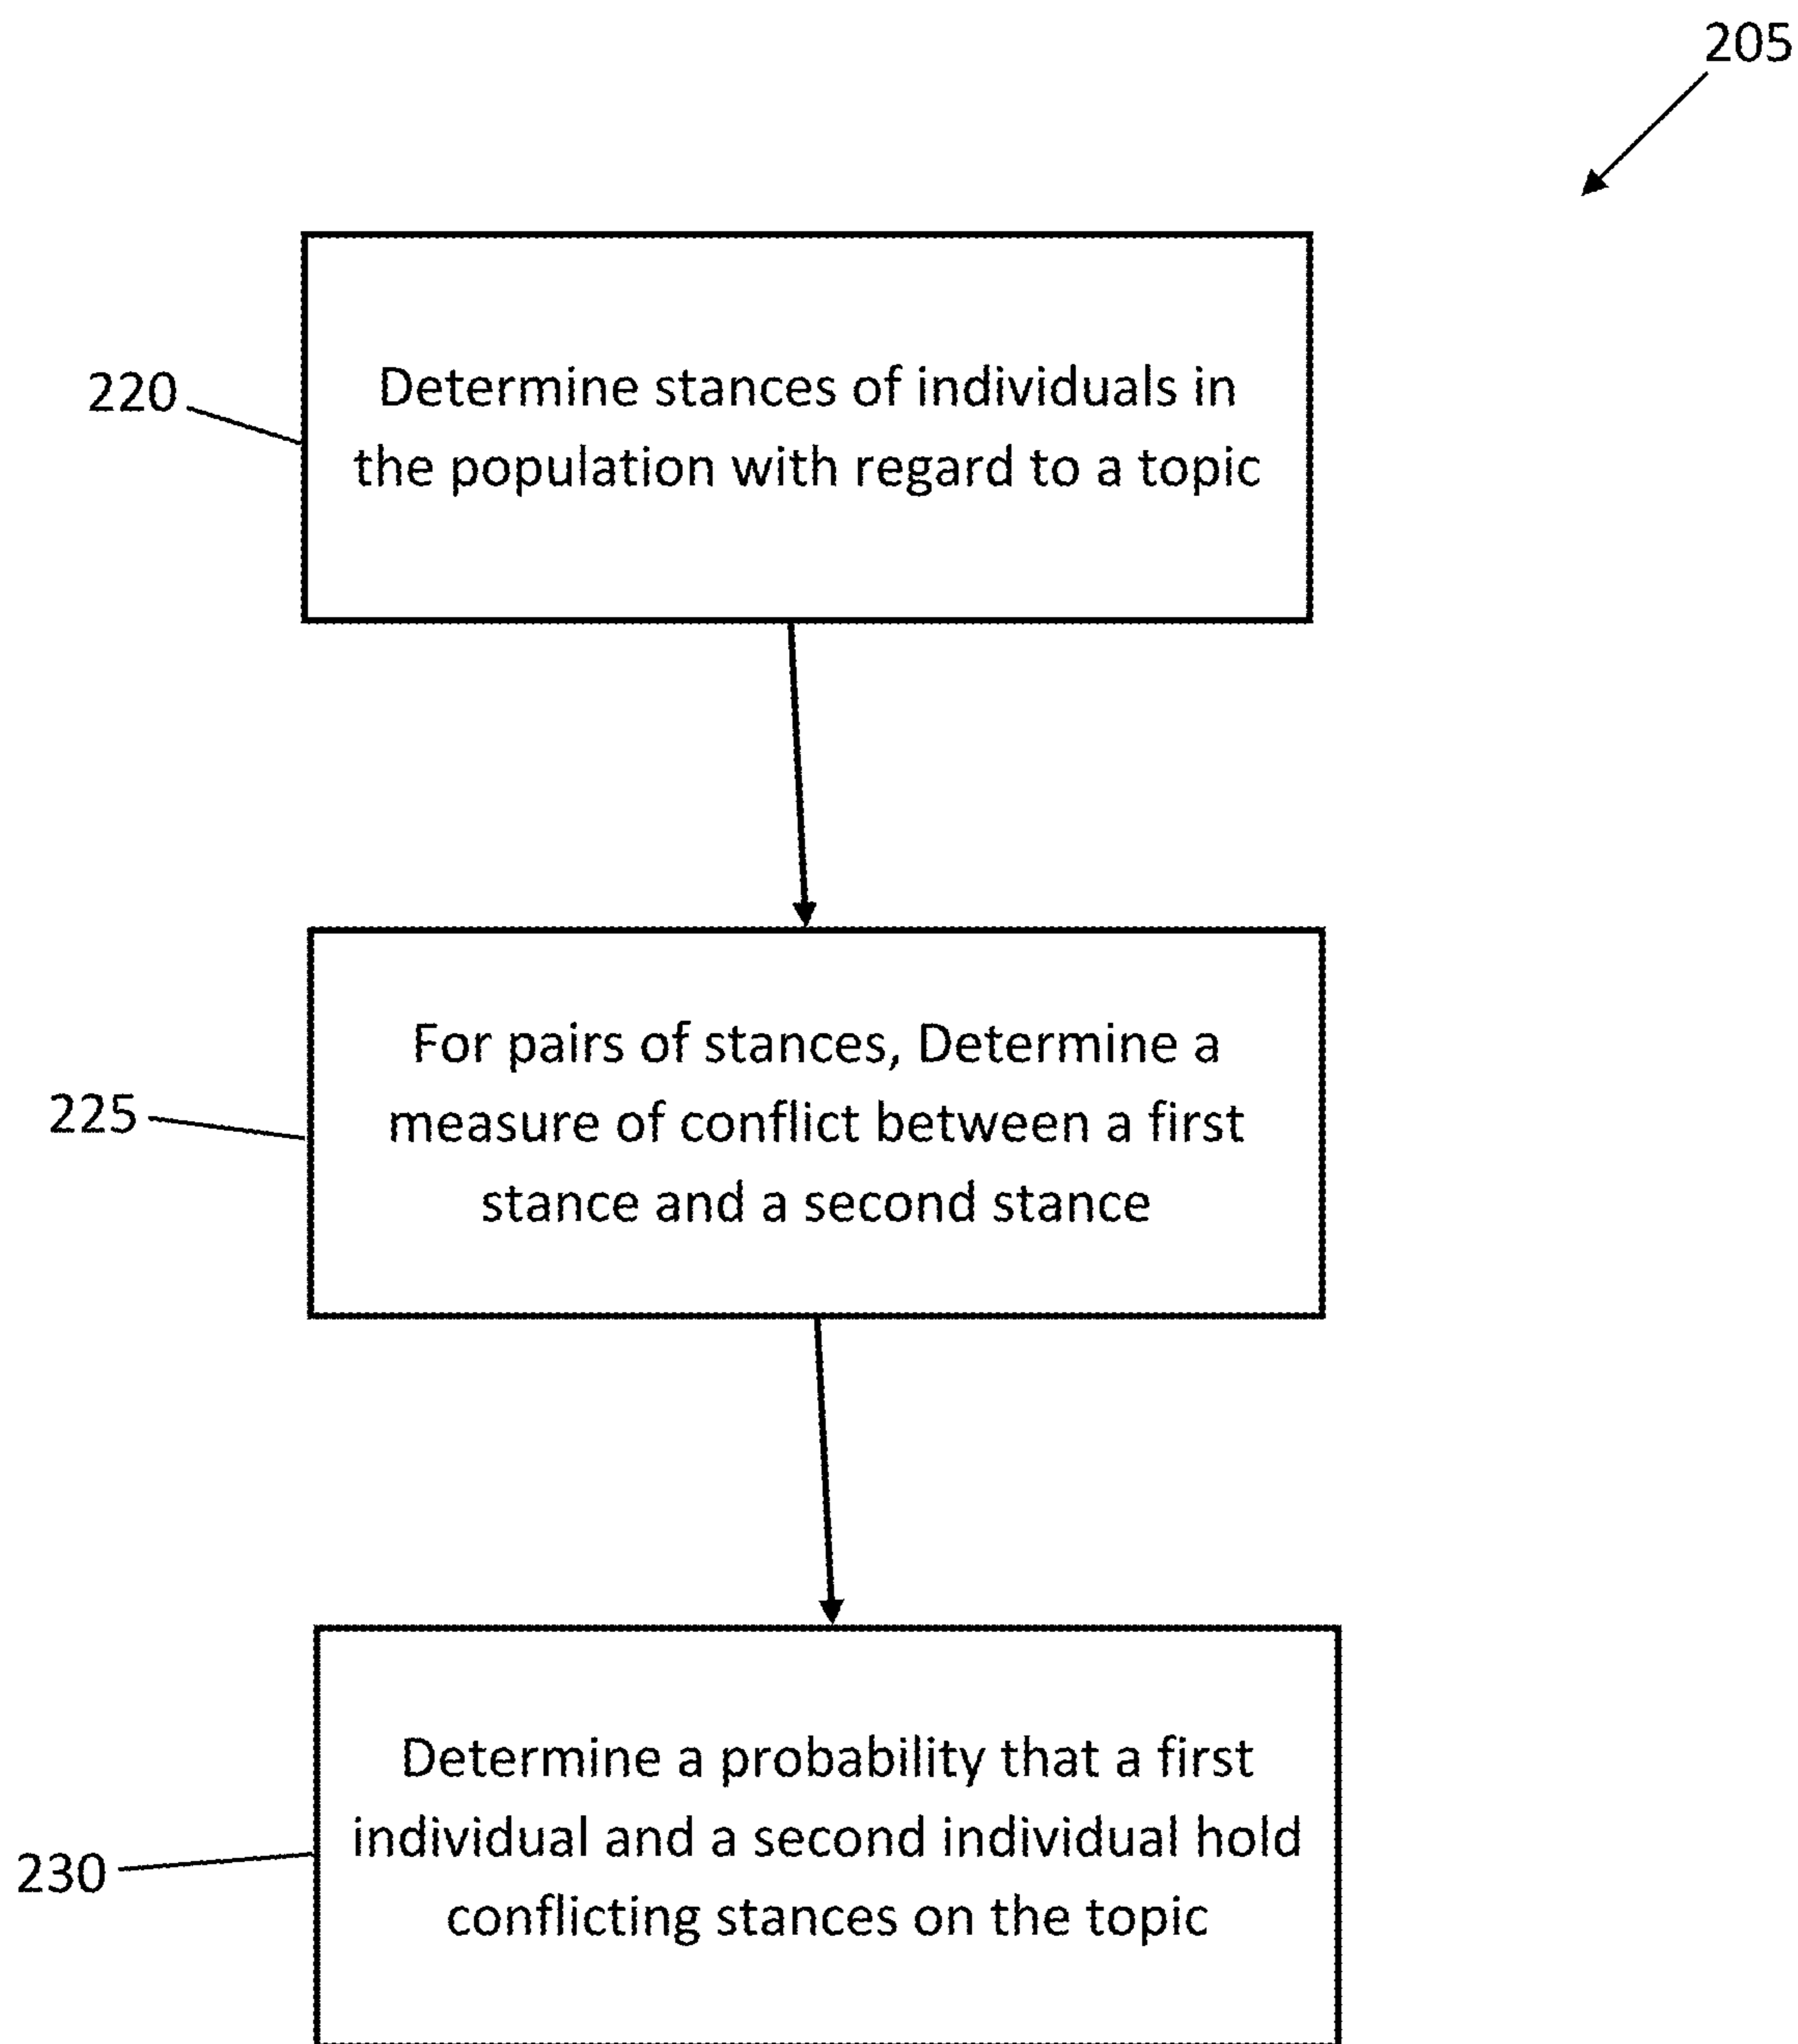 205
220
Determine stances of individuals in
the population with regard to a topic
225
For pairs of stances, Determine a
measure of conflict between a first
stance and a second stance
230
Determine a probability that a first
individual and a second individual hold
conflicting stances on the topic